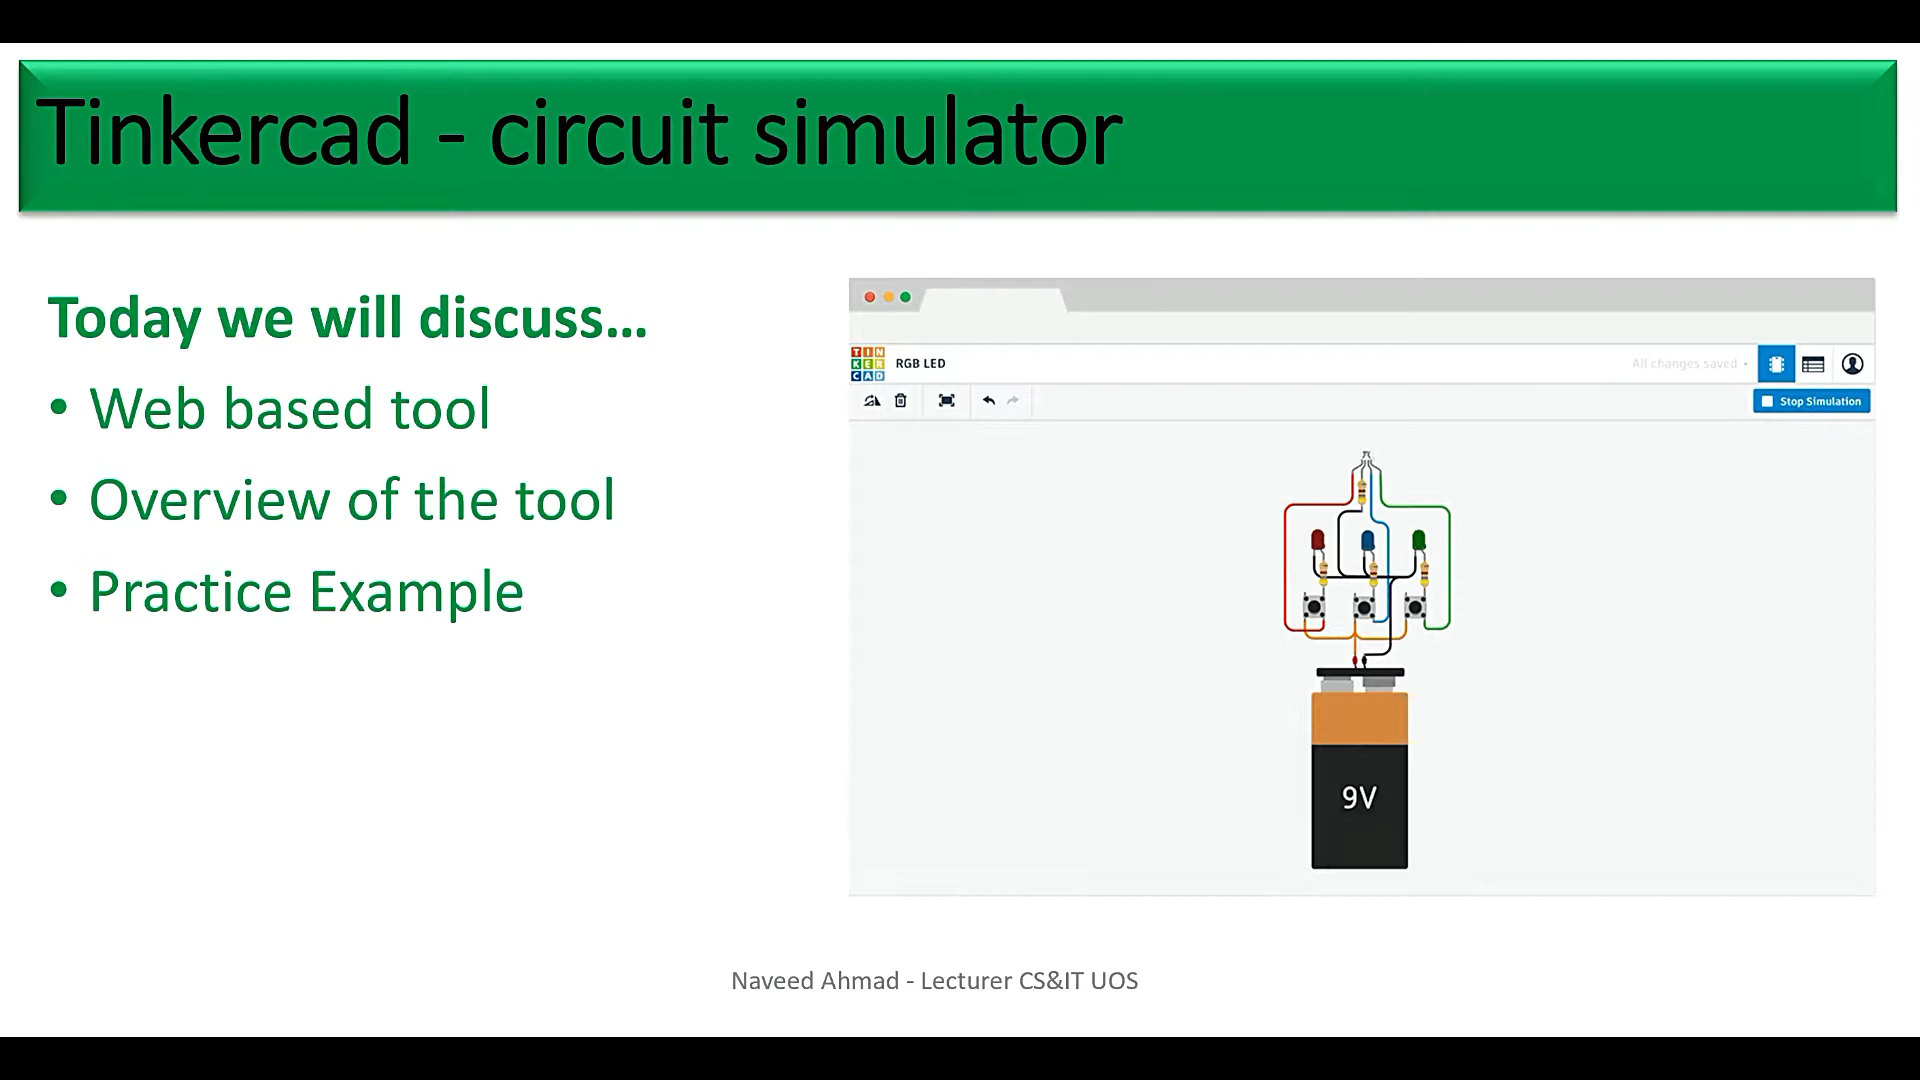 Tinkercad - circuit simulator
Today we will discuss…
• Web based tool
• Overview of the tool
• Practice Example
TIN
KER
CAD
RGB LED
All changes saved
Stop Simulation
9V
Naveed Ahmad - Lecturer CS&IT UOS